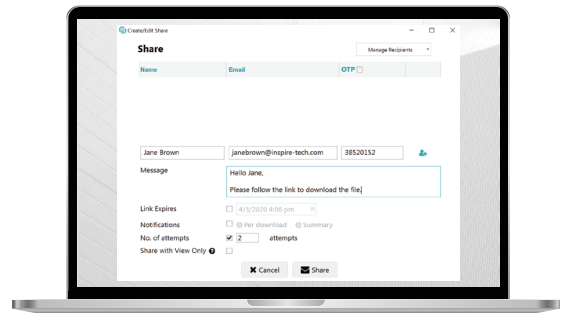 Create/Edit Share
Share
Manage Recipients
Name Email OTP
Jane Brown janebrown@inspire-tech.com 38520152
Message
Hello Jane,
Please follow the link to download the file.
Link Expires 4/3/2020 4:06 pm
Notifications Per download Summary
No. of attempts 2 attempts
Share with View Only ?
Cancel Share